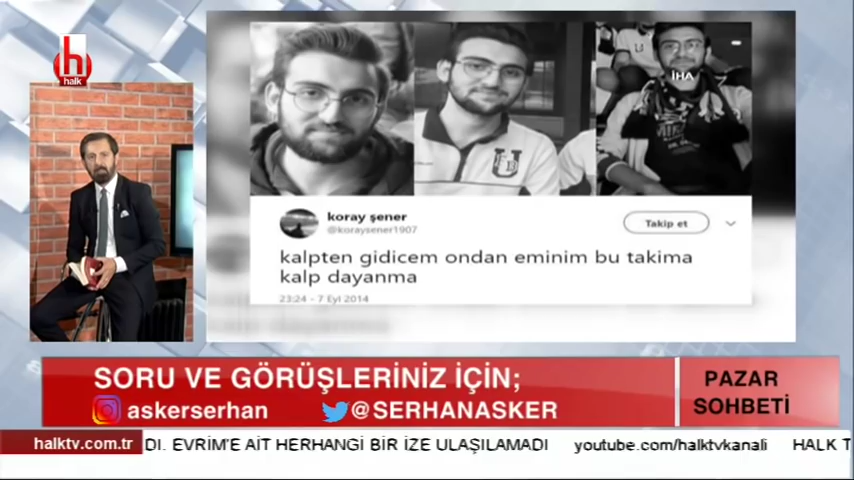 h
halk
İHA
koray şener
@koraysener1907
Takip et
kalpten gidicem ondan eminim bu takima
kalp dayanma
23:24 - 7 Eyl 2014
SORU VE GÖRÜŞLERİNİZ İÇİN;
askerserhan
@SERHANASKER
PAZAR
SOHBETİ
halktv.com.tr
DI. EVRİM'E AİT HERHANGİ BİR İZE ULAŞILAMADI youtube.com/halktvkanali HALK T